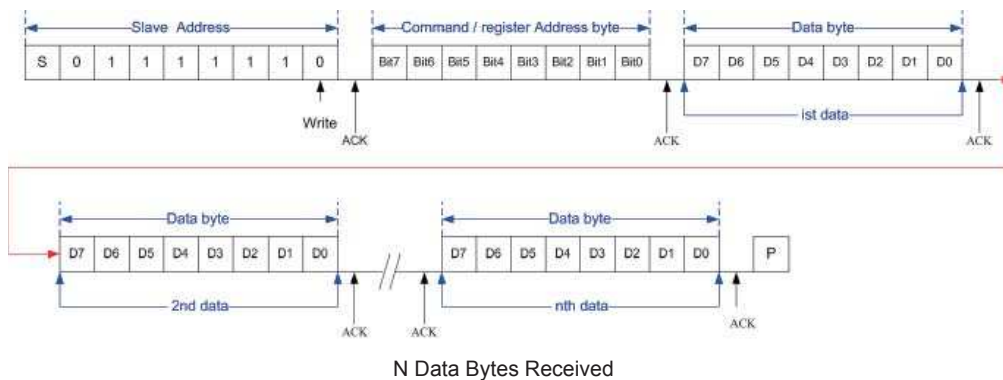 Slave Address Command / register Address byte Data byte
S 0 1 1 1 1 1 1 0 Bit7 Bit6 Bit5 Bit4 Bit3 Bit2 Bit1 Bit0 D7 D6 D5 D4 D3 D2 D1 D0
Write ACK ACK ist data ACK
Data byte Data byte
D7 D6 D5 D4 D3 D2 D1 D0 // D7 D6 D5 D4 D3 D2 D1 D0 P
2nd data ACK ACK nth data ACK
N Data Bytes Received